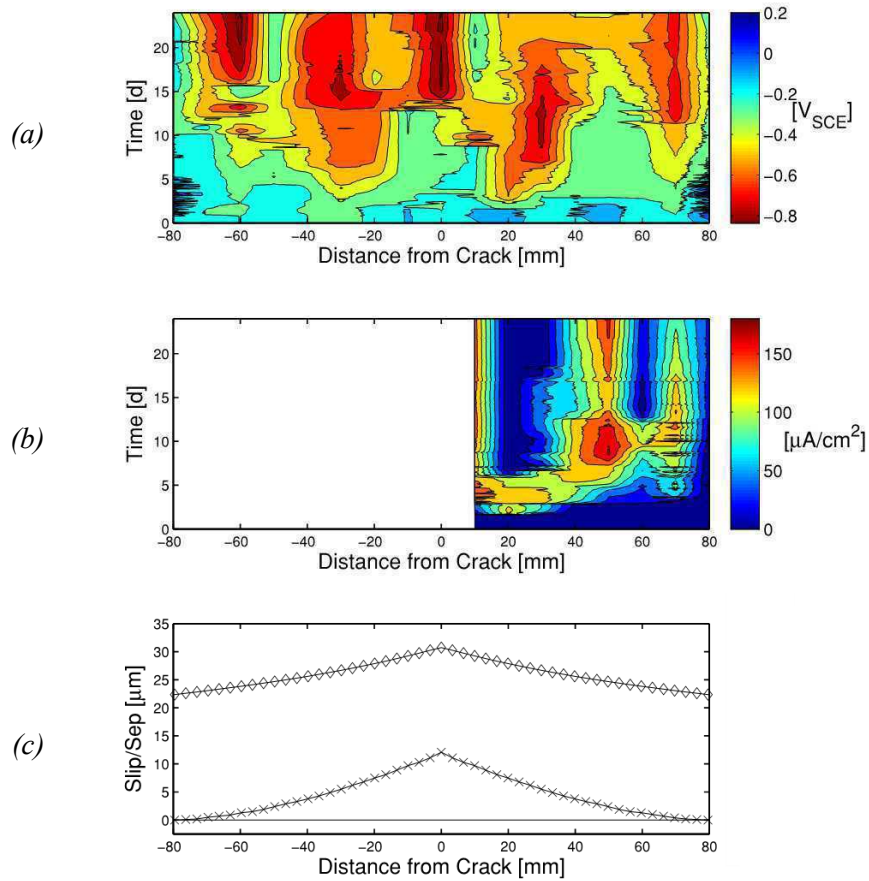 (a)
Time [d]
20
15
10
5
0
-80 -60 -40 -20 0 20 40 60 80
Distance from Crack [mm]
0.2
0
-0.2
-0.4
-0.6
-0.8
[V_SCE]
(b)
Time [d]
20
15
10
5
0
-80 -60 -40 -20 0 20 40 60 80
Distance from Crack [mm]
150
100
50
0
[µA/cm²]
(c)
Slip/Sep [µm]
35
30
25
20
15
10
5
0
-80 -60 -40 -20 0 20 40 60 80
Distance from Crack [mm]